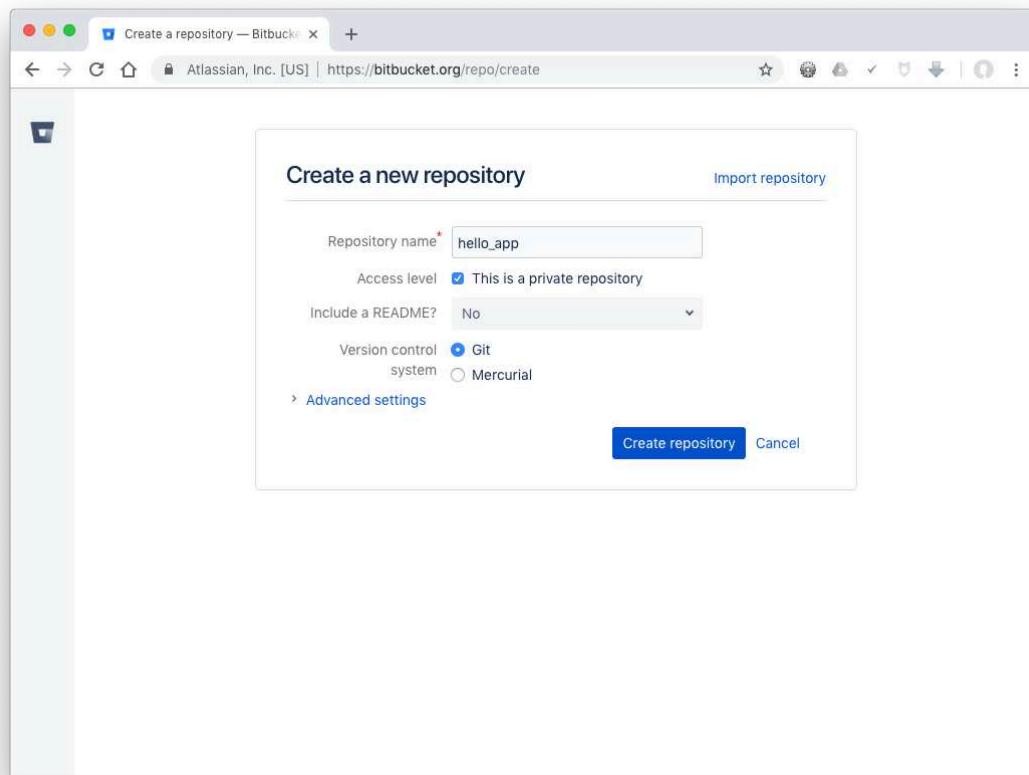 Create a repository — Bitbucke
Atlassian, Inc. [US] | https://bitbucket.org/repo/create
Create a new repository
Import repository
Repository name* hello_app
Access level This is a private repository
Include a README? No
Version control system
Git
Mercurial
Advanced settings
Create repository Cancel